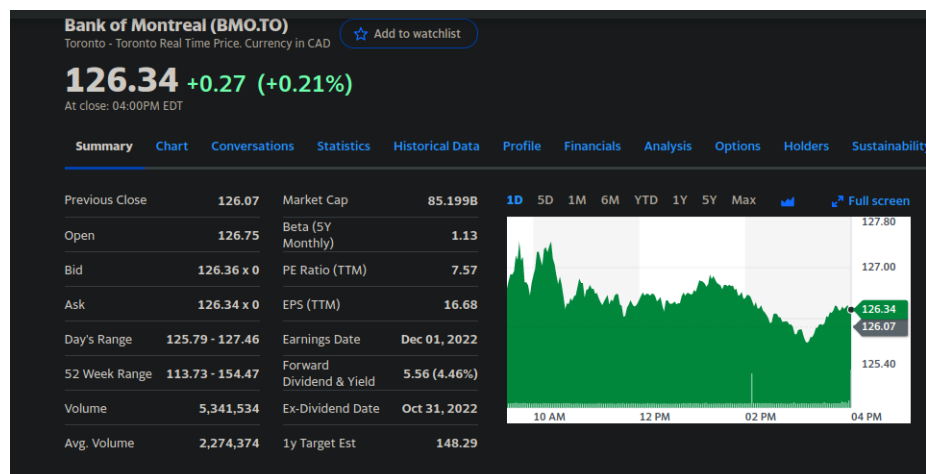 Bank of Montreal (BMO.TO)
Toronto - Toronto Real Time Price. Currency in CAD
Add to watchlist
126.34 +0.27 (+0.21%)
At close: 04:00PM EDT
Summary Chart Conversations Statistics Historical Data Profile Financials Analysis Options Holders Sustainability
Previous Close 126.07
Open 126.75
Bid 126.36 x 0
Ask 126.34 x 0
Day's Range 125.79 - 127.46
52 Week Range 113.73 - 154.47
Volume 5,341,534
Avg. Volume 2,274,374
Market Cap 85.199B
Beta (5Y
Monthly) 1.13
PE Ratio (TTM) 7.57
EPS (TTM) 16.68
Earnings Date Dec 01, 2022
Forward
Dividend & Yield 5.56 (4.46%)
Ex-Dividend Date Oct 31, 2022
1y Target Est 148.29
1D 5D 1M 6M YTD 1Y 5Y Max Full screen
127.80
127.00
126.34
126.07
125.40
10 AM 12 PM 02 PM 04 PM